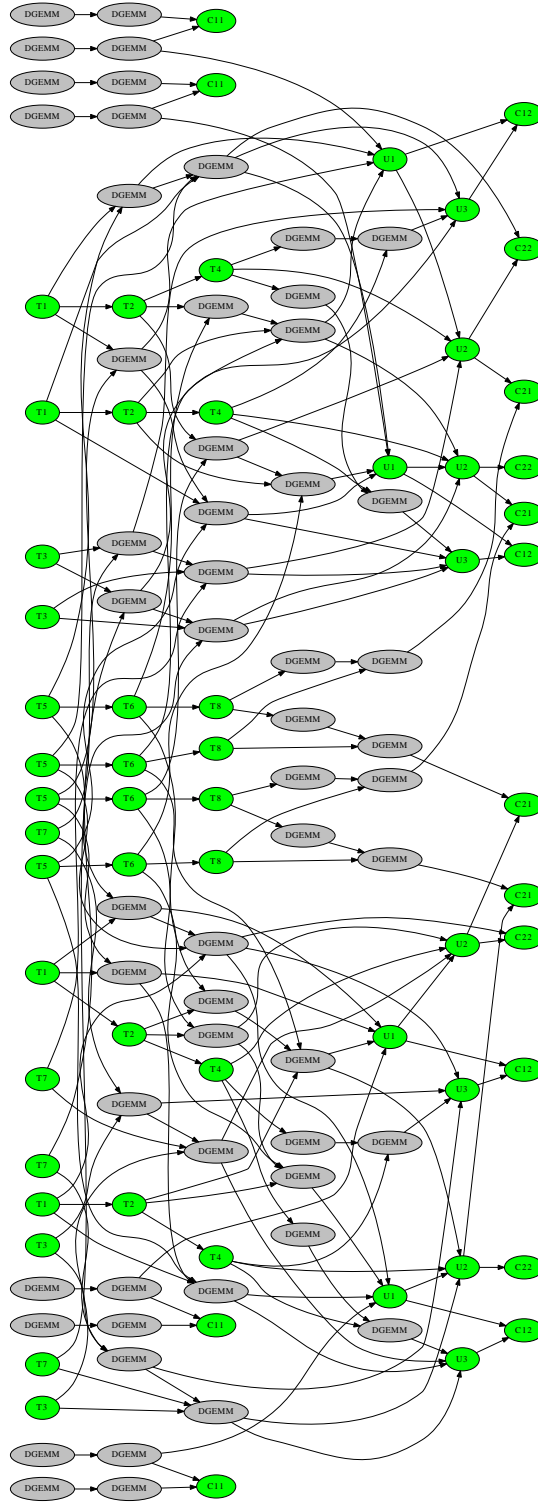 DGEMM DGEMM C11
DGEMM DGEMM
DGEMM DGEMM C11
DGEMM DGEMM C12
U1
DGEMM
DGEMM
U3
DGEMM DGEMM
C22
T4
DGEMM
T1 T2 DGEMM
DGEMM
U2
DGEMM
C21
T1 T2 T4
DGEMM
U1 U2 C22
DGEMM
DGEMM
DGEMM C21
DGEMM
T3 C12
U3
DGEMM
DGEMM
T3
DGEMM
DGEMM DGEMM
T5 T6 T8
DGEMM
T8 DGEMM
T5 T6
DGEMM DGEMM
T5 T6 T8 C21
T7
DGEMM
T5 T6 T8 DGEMM
C21
DGEMM
C22
DGEMM U2
T1 DGEMM
DGEMM
T2 DGEMM U1
DGEMM
T4 C12
T7
U3
DGEMM
DGEMM DGEMM
DGEMM
T7
DGEMM
T1 T2
DGEMM
T3
T4
U2 C22
DGEMM DGEMM DGEMM
U1
DGEMM DGEMM C11
DGEMM C12
DGEMM U3
T7
T3 DGEMM
DGEMM DGEMM
DGEMM DGEMM C11